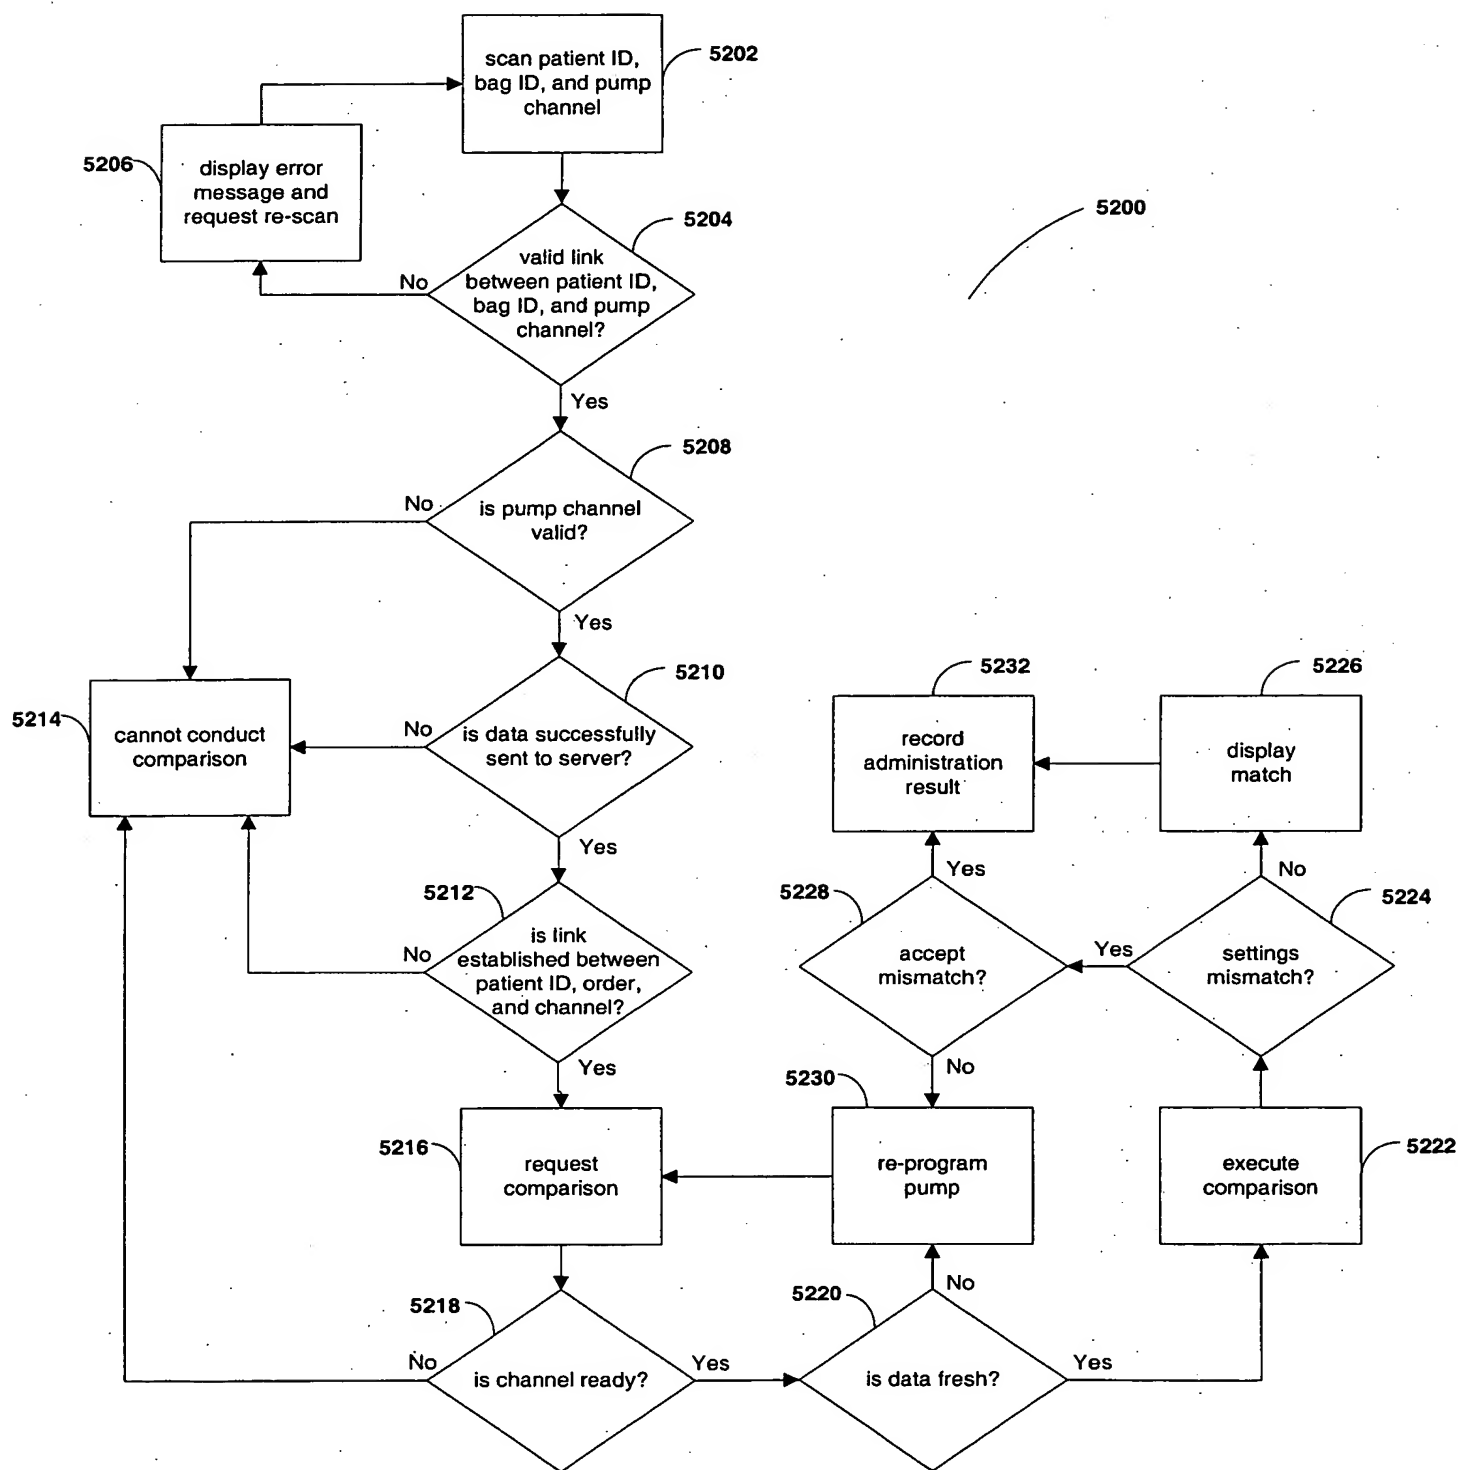 scan patient ID,
bag ID, and pump
channel
5202
5206
display error
message and
request re-scan
5204
5200
valid link
between patient ID,
bag ID, and pump
channel?
No
Yes
5208
is pump channel
valid?
No
Yes
5210
5232
5226
5214
cannot conduct
comparison
No
is data successfully
sent to server?
record
administration
result
display
match
Yes
5212
Yes
No
5228
5224
is link
established between
patient ID, order,
and channel?
No
accept
mismatch?
Yes
settings
mismatch?
Yes
No
5230
5216
request
comparison
re-program
pump
execute
comparison
5222
5218
5220
No
No
is channel ready?
Yes
is data fresh?
Yes